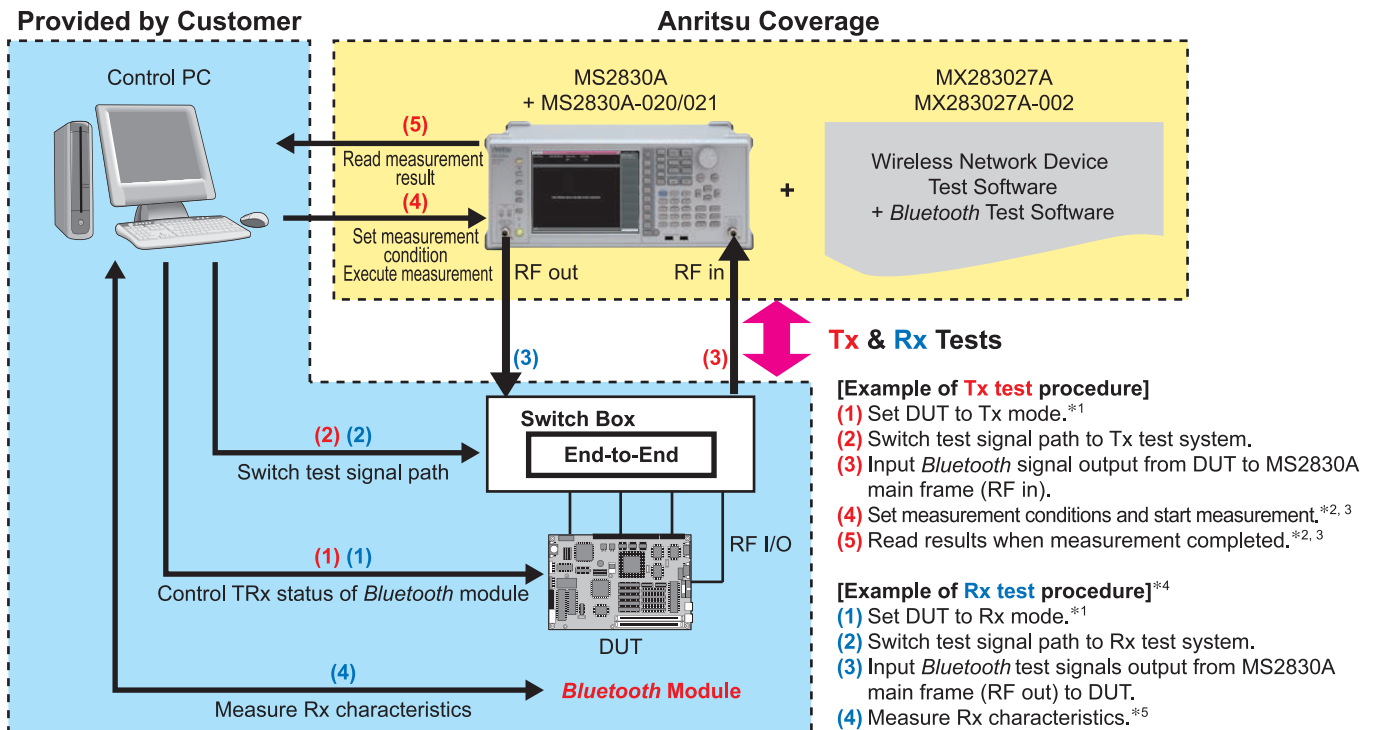 Provided by Customer
Anritsu Coverage
Control PC
MS2830A
+ MS2830A-020/021
MX283027A
MX283027A-002
(5)
Read measurement
result
(4)
Set measurement
condition
Execute measurement
RF out
RF in
+
Wireless Network Device
Test Software
+ Bluetooth Test Software
(3)
(3)
Tx & Rx Tests
Switch Box
End-to-End
(2) (2)
Switch test signal path
(1) (1)
Control TRx status of Bluetooth module
RF I/O
DUT
(4)
Measure Rx characteristics
Bluetooth Module
[Example of Tx test procedure]
(1) Set DUT to Tx mode.*1
(2) Switch test signal path to Tx test system.
(3) Input Bluetooth signal output from DUT to MS2830A
main frame (RF in).
(4) Set measurement conditions and start measurement.*2, 3
(5) Read results when measurement completed.*2, 3
[Example of Rx test procedure]*4
(1) Set DUT to Rx mode.*1
(2) Switch test signal path to Rx test system.
(3) Input Bluetooth test signals output from MS2830A
main frame (RF out) to DUT.
(4) Measure Rx characteristics.*5